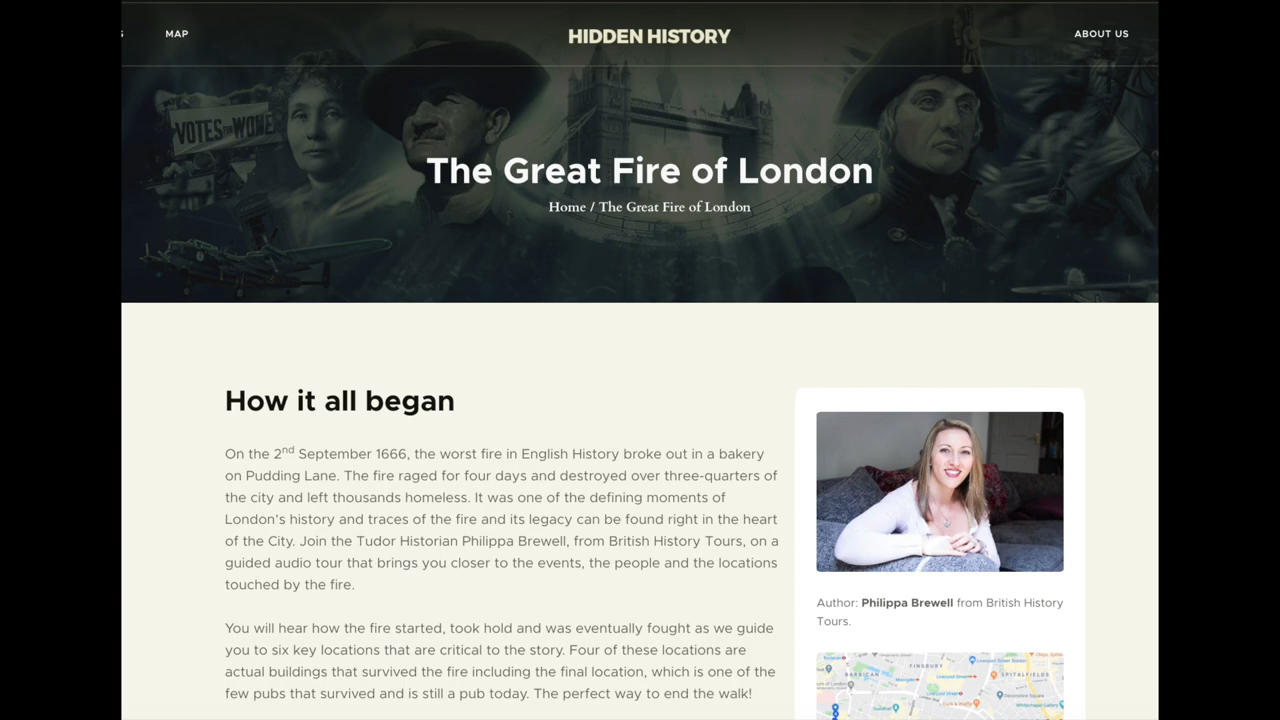 S MAP HIDDEN HISTORY ABOUT US
VOTES FOR WOME
The Great Fire of London
Home / The Great Fire of London
How it all began
On the 2nd September 1666, the worst fire in English History broke out in a bakery
on Pudding Lane. The fire raged for four days and destroyed over three-quarters of
the city and left thousands homeless. It was one of the defining moments of
London's history and traces of the fire and its legacy can be found right in the heart
of the City. Join the Tudor Historian Philippa Brewell, from British History Tours, on a
guided audio tour that brings you closer to the events, the people and the locations
touched by the fire.
You will hear how the fire started, took hold and was eventually fought as we guide
you to six key locations that are critical to the story. Four of these locations are
actual buildings that survived the fire including the final location, which is one of the
few pubs that survived and is still a pub today. The perfect way to end the walk!
Author: Philippa Brewell from British History
Tours.
FINSBURY
BARBICAN
SPITALFIELDS
Moorgate
Liverpool Street
Devonshire Square
Guildhall